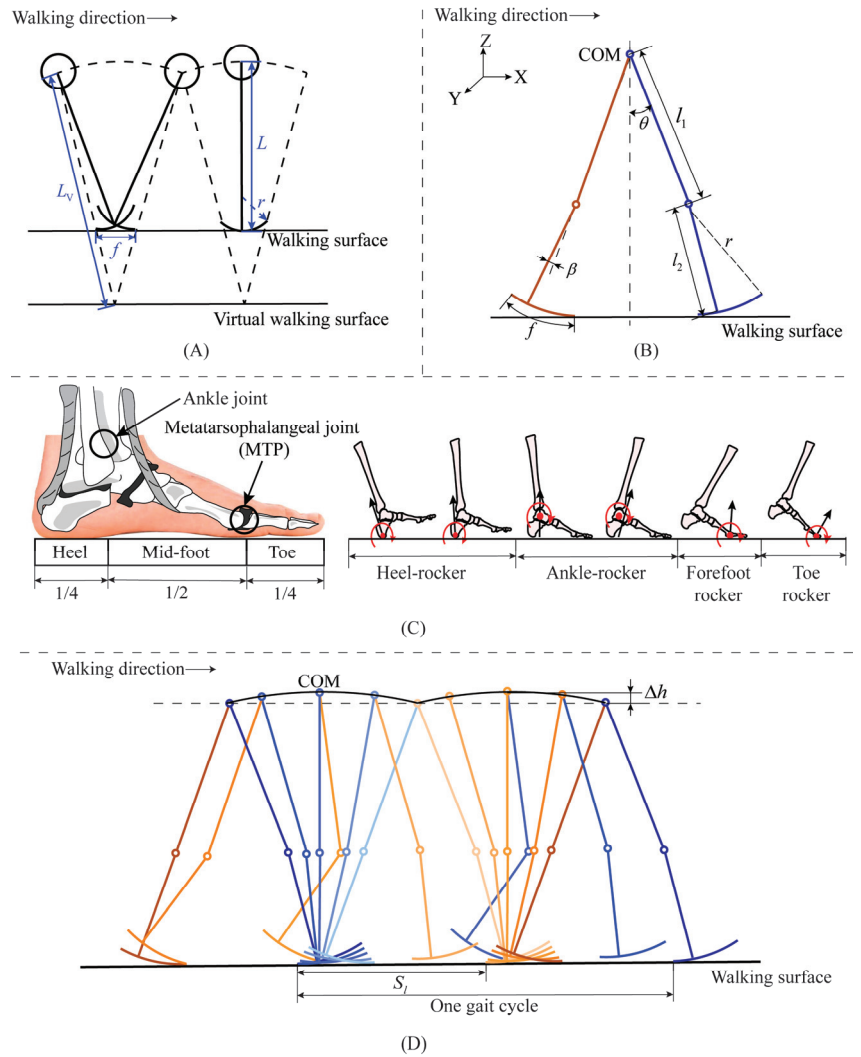 Walking direction
L
L_V
r
f
Walking surface
Virtual walking surface
(A)
Walking direction
Z
X
Y
COM
θ
l_1
l_2
r
β
f
Walking surface
(B)
Ankle joint
Metatarsophalangeal joint
(MTP)
Heel
Mid-foot
Toe
1/4
1/2
1/4
Heel-rocker
Ankle-rocker
Forefoot
rocker
Toe
rocker
(C)
Walking direction
COM
Δh
S_l
One gait cycle
Walking surface
(D)